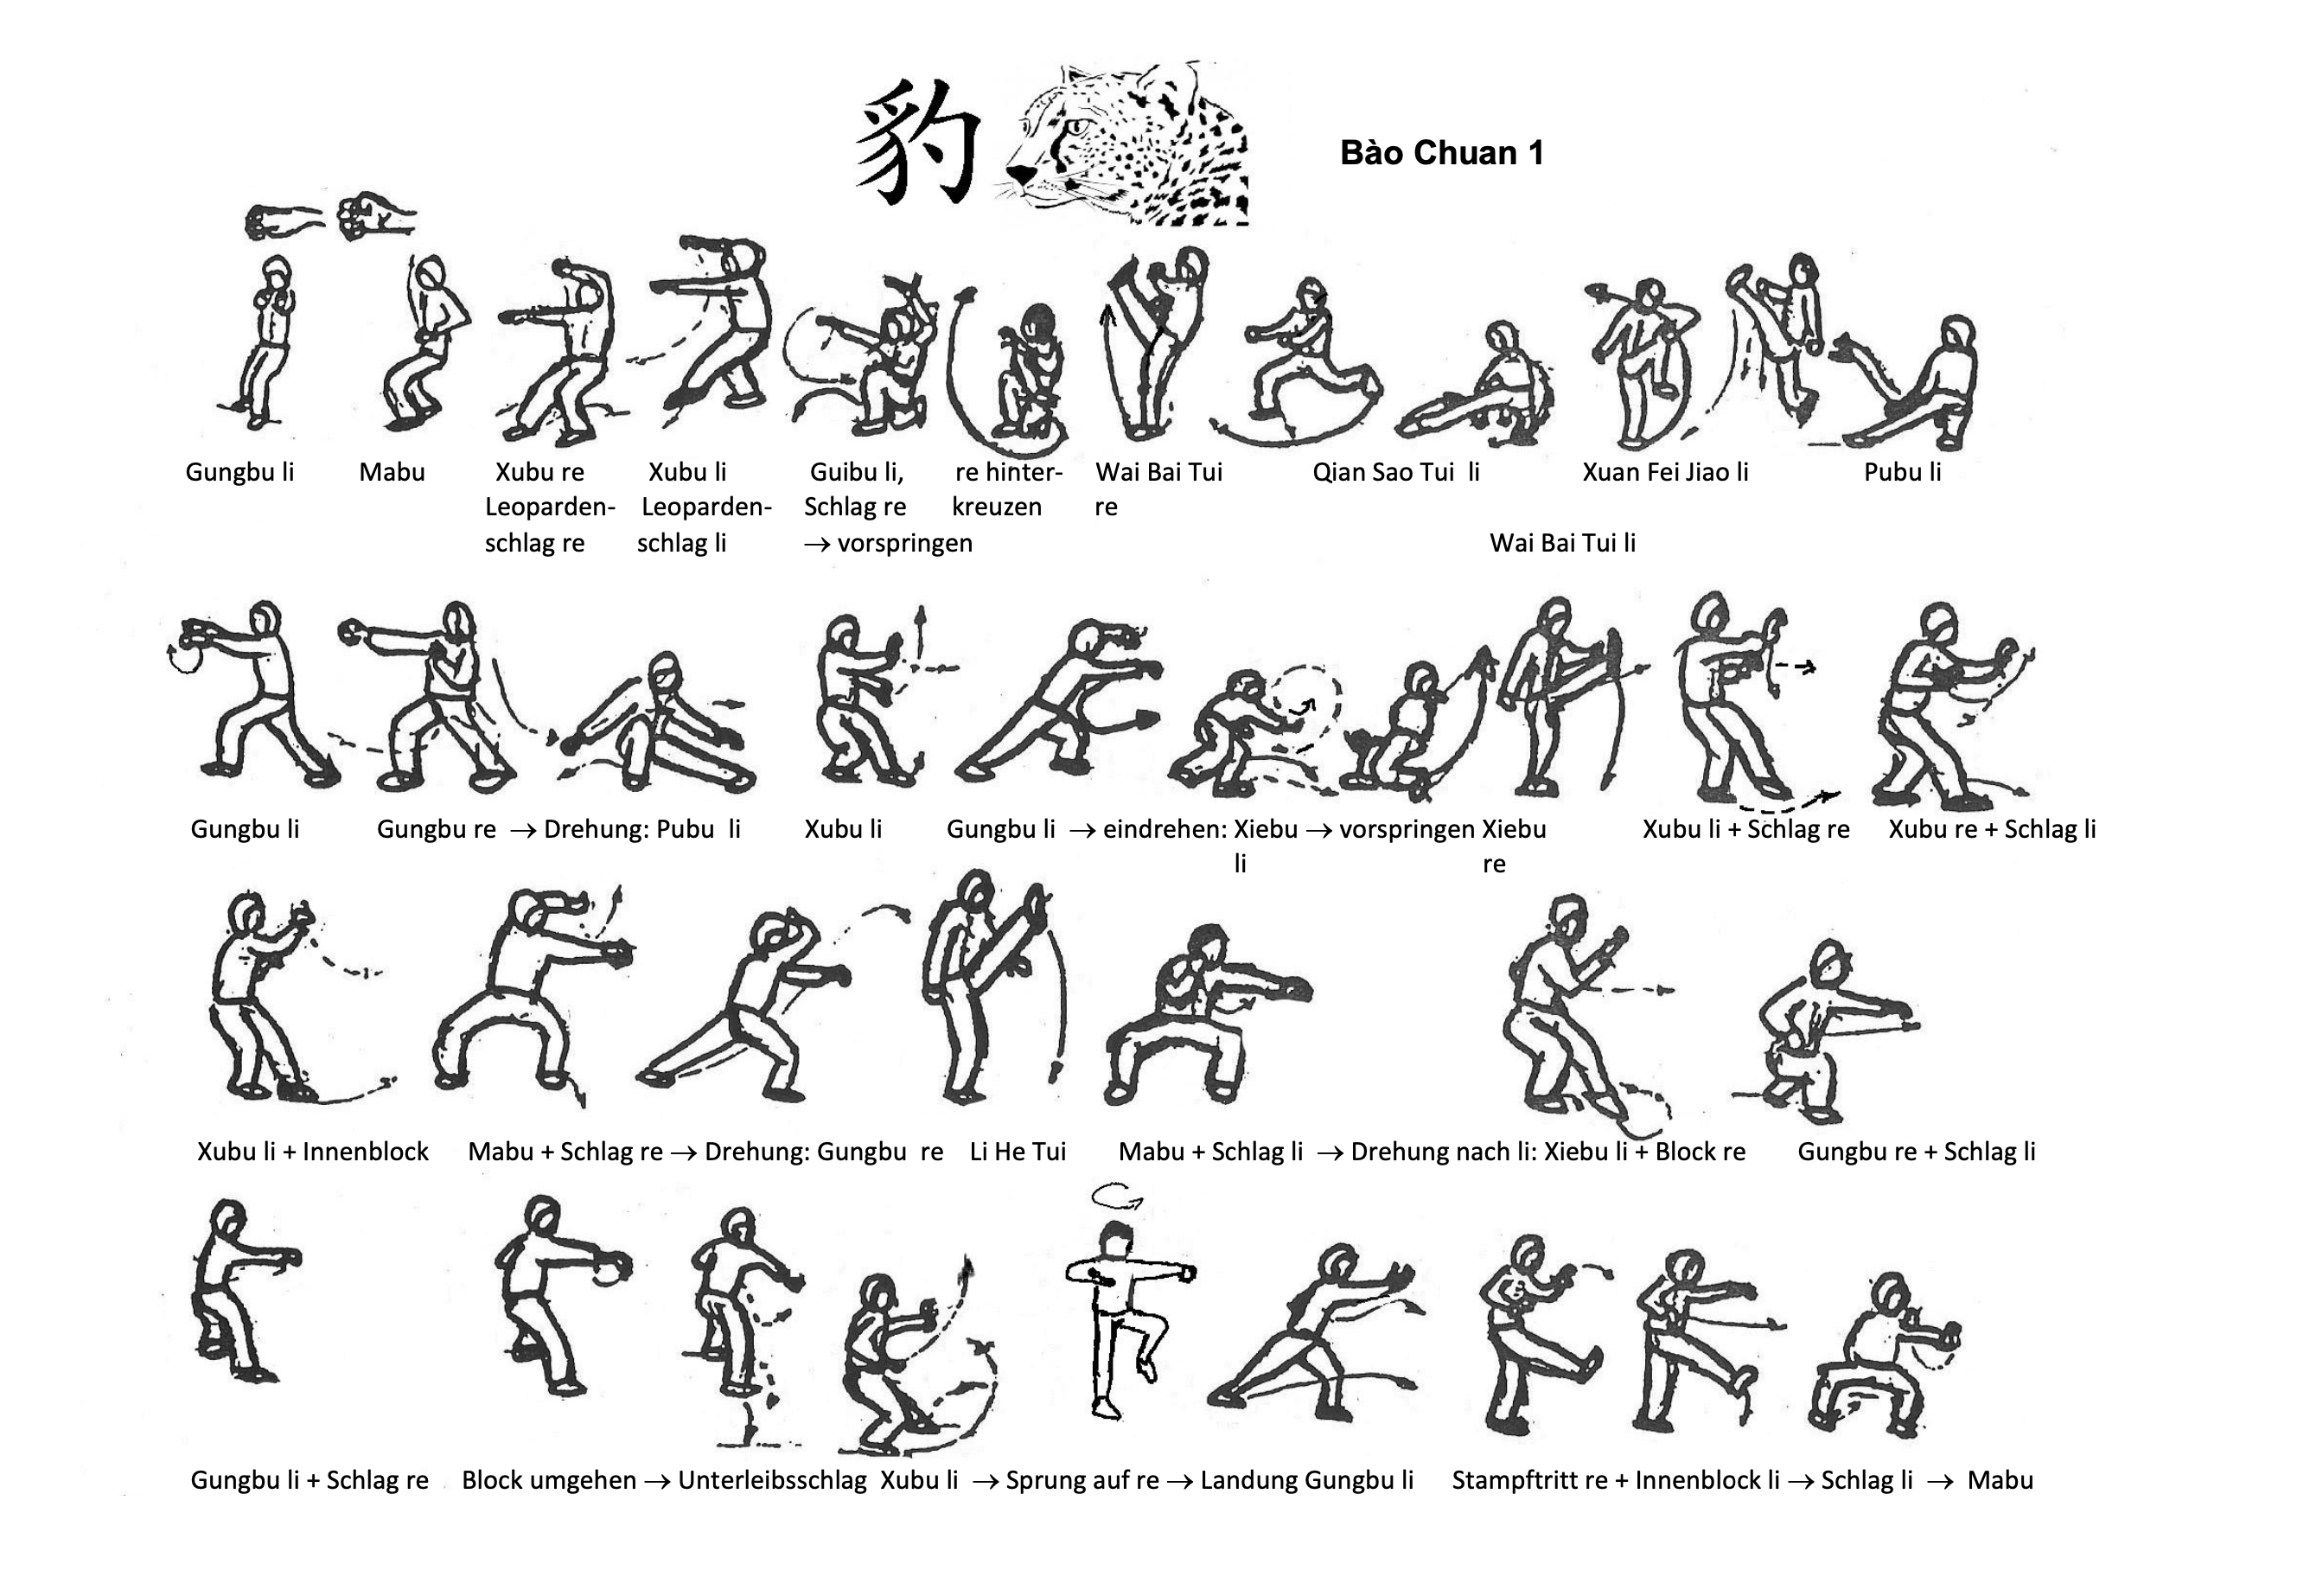 豹 Bào Chuan 1
Gungbu li Mabu Xubu re Xubu li Guibu li, re hinter- Wai Bai Tui Qian Sao Tui li Xuan Fei Jiao li Pubu li
Leoparden- Leoparden- Schlag re kreuzen re
schlag re schlag li → vorspringen Wai Bai Tui li
Gungbu li Gungbu re → Drehung: Pubu li Xubu li Gungbu li → eindrehen: Xiebu → vorspringen Xiebu Xubu li + Schlag re Xubu re + Schlag li
li re
Xubu li + Innenblock Mabu + Schlag re → Drehung: Gungbu re Li He Tui Mabu + Schlag li → Drehung nach li: Xiebu li + Block re Gungbu re + Schlag li
Gungbu li + Schlag re Block umgehen → Unterleibsschlag Xubu li → Sprung auf re → Landung Gungbu li Stampftritt re + Innenblock li → Schlag li → Mabu